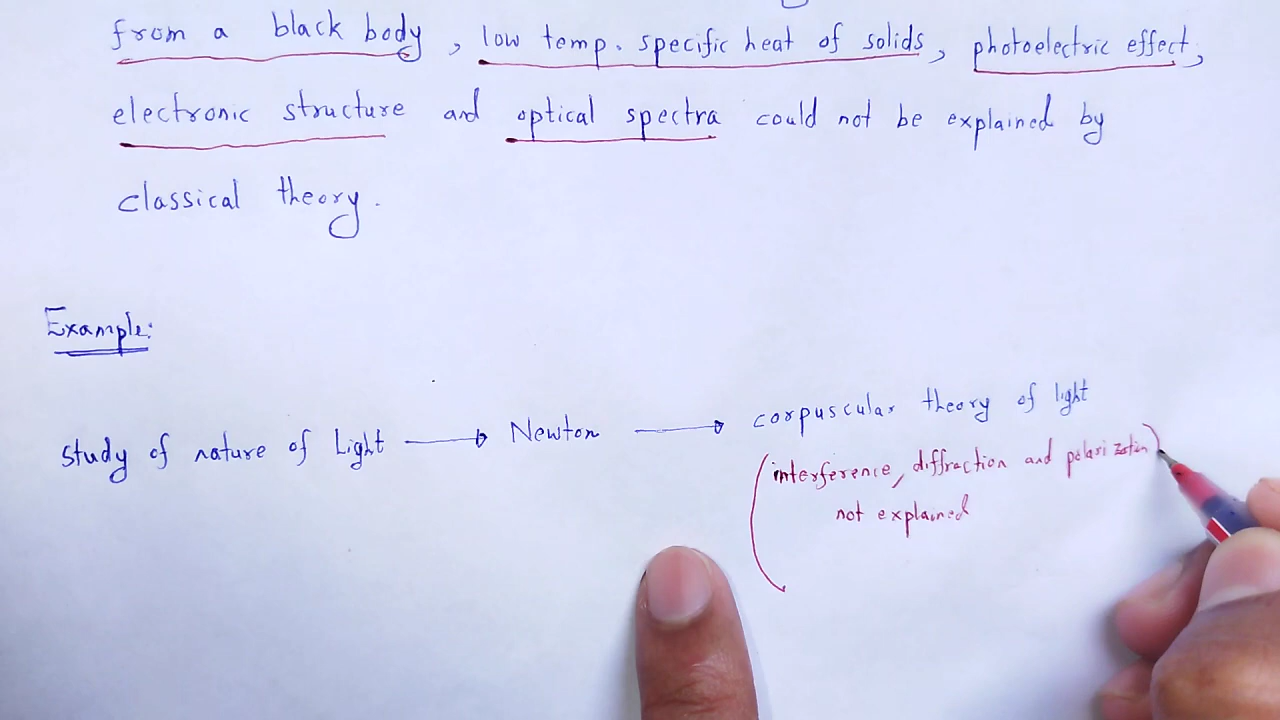 from a black body, low temp. specific heat of solids, photoelectric effect,
electronic structure and optical spectra could not be explained by
classical theory.
Example:
study of nature of Light → Newton → corpuscular theory of light
(interference, diffraction and polarization)
not explained